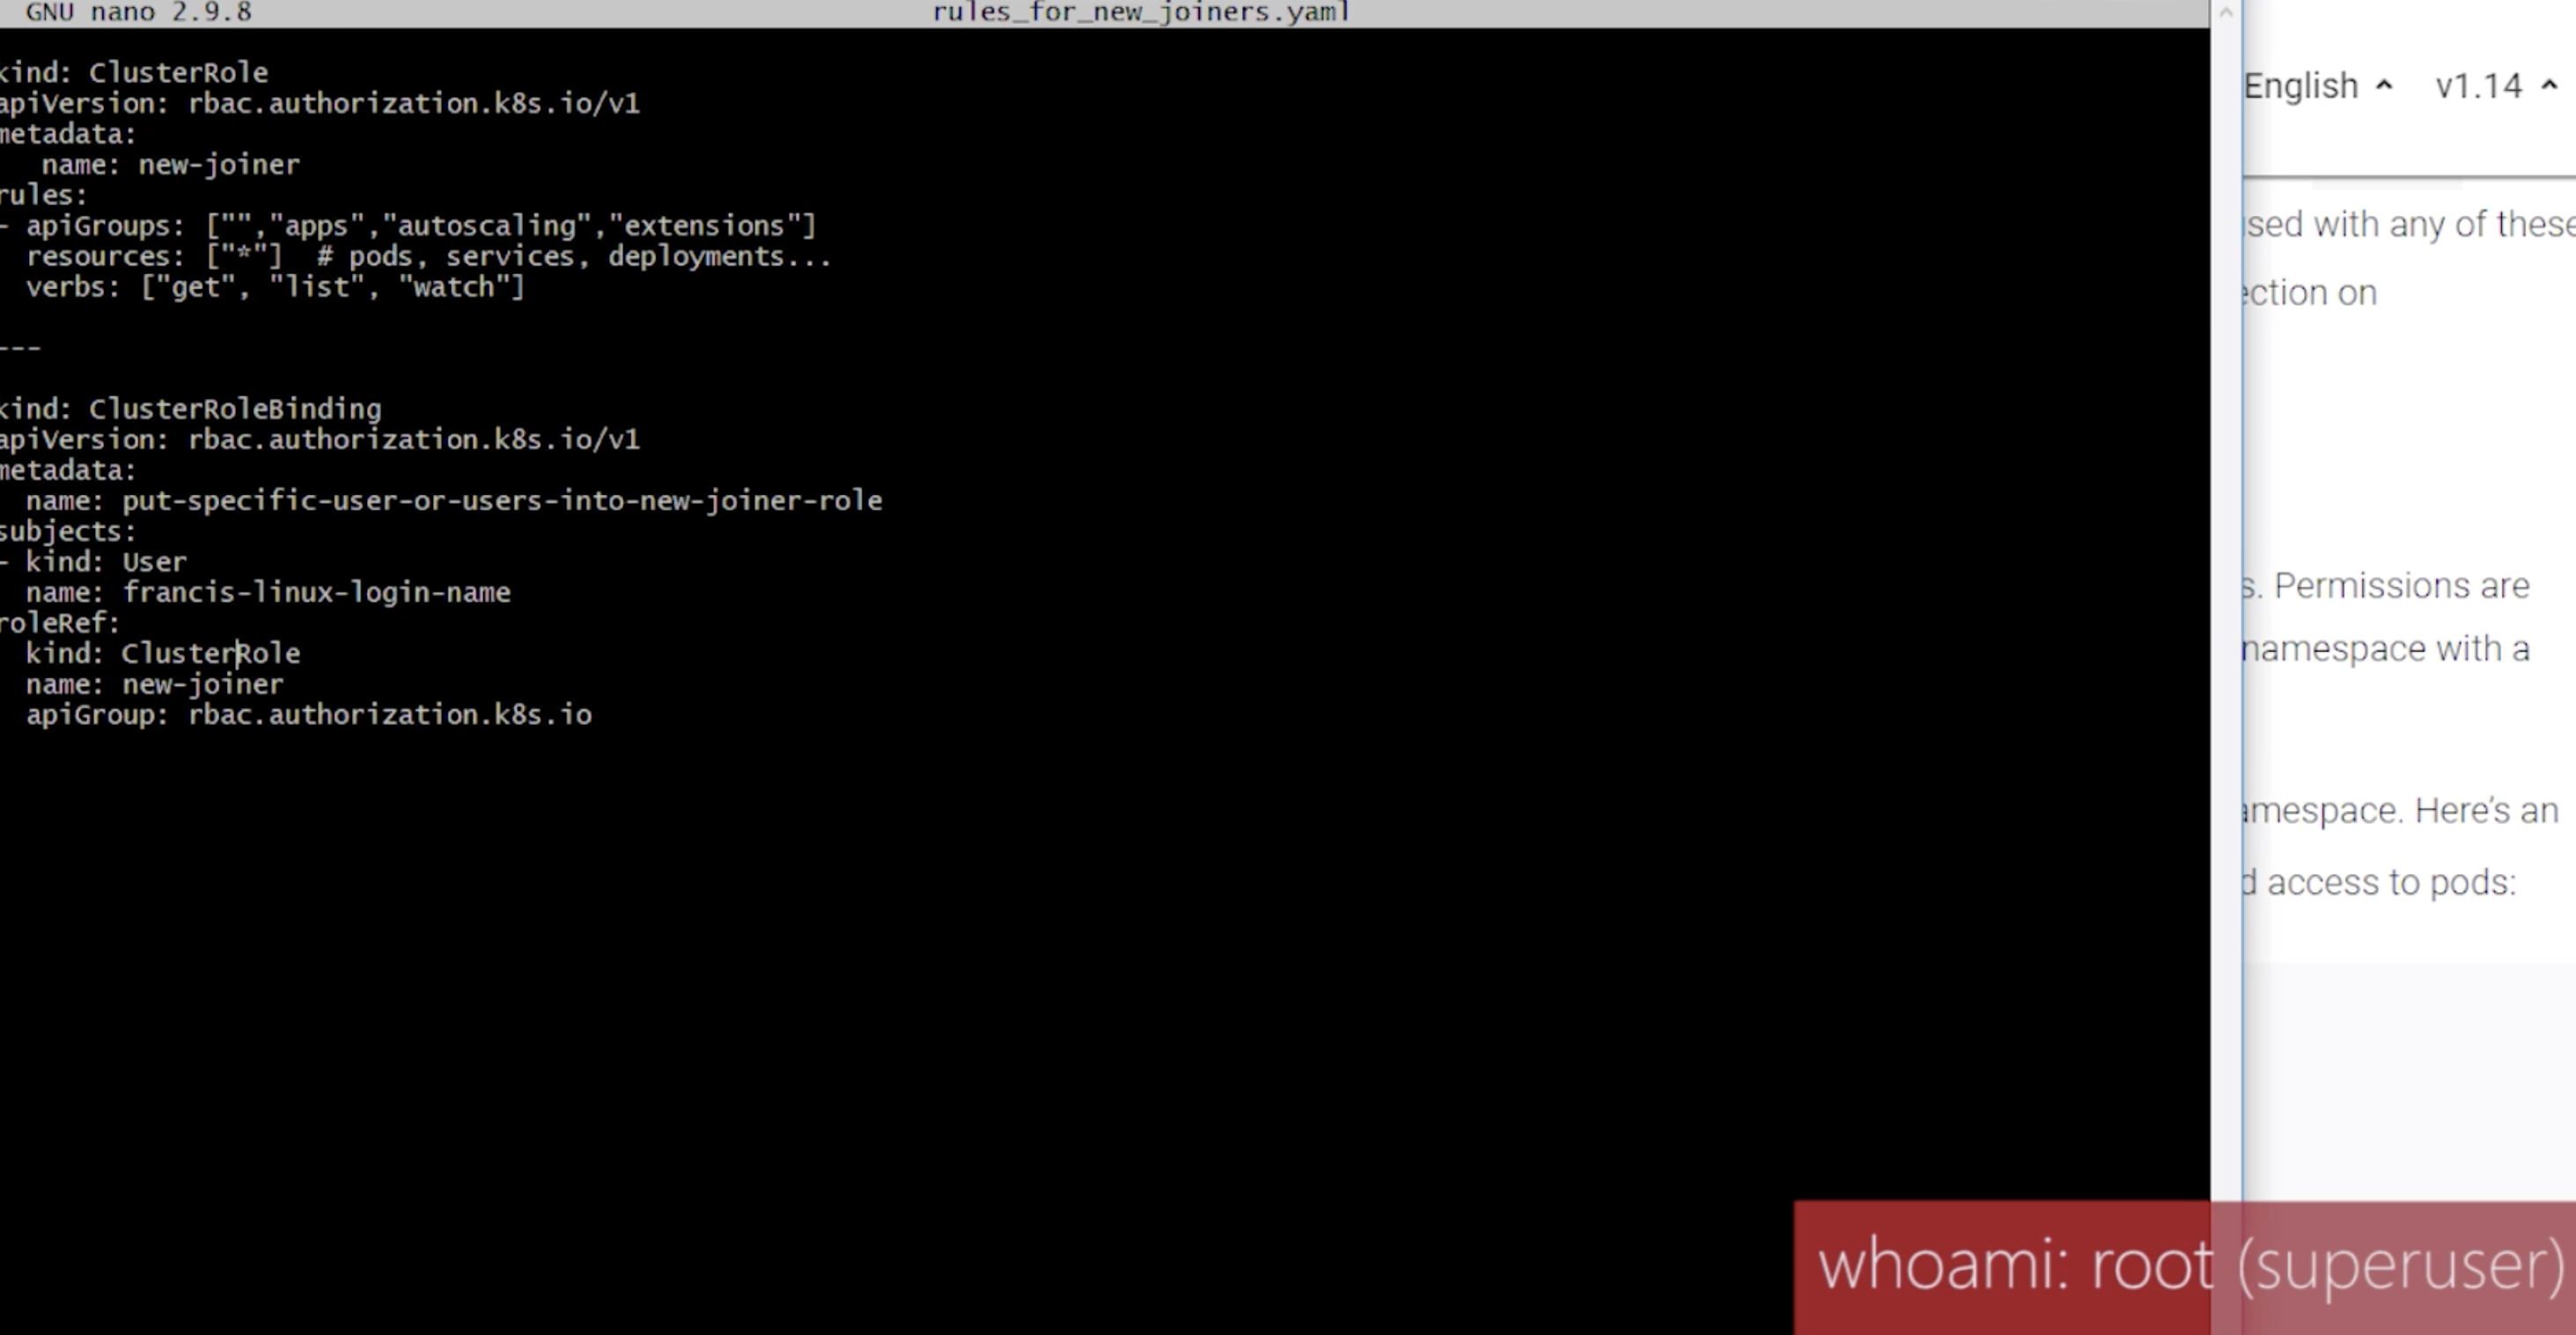 GNU nano 2.9.8 rules_for_new_joiners.yaml
kind: ClusterRole
apiVersion: rbac.authorization.k8s.io/v1
metadata:
name: new-joiner
rules:
- apiGroups: ["","apps","autoscaling","extensions"]
resources: ["*"] # pods, services, deployments...
verbs: ["get", "list", "watch"]
---
kind: ClusterRoleBinding
apiVersion: rbac.authorization.k8s.io/v1
metadata:
name: put-specific-user-or-users-into-new-joiner-role
subjects:
- kind: User
name: francis-linux-login-name
roleRef:
kind: ClusterRole
name: new-joiner
apiGroup: rbac.authorization.k8s.io
English v1.14
with any of these
on
Permissions are
namespace with a
Here's an
access to pods:
whoami: root (superuser)